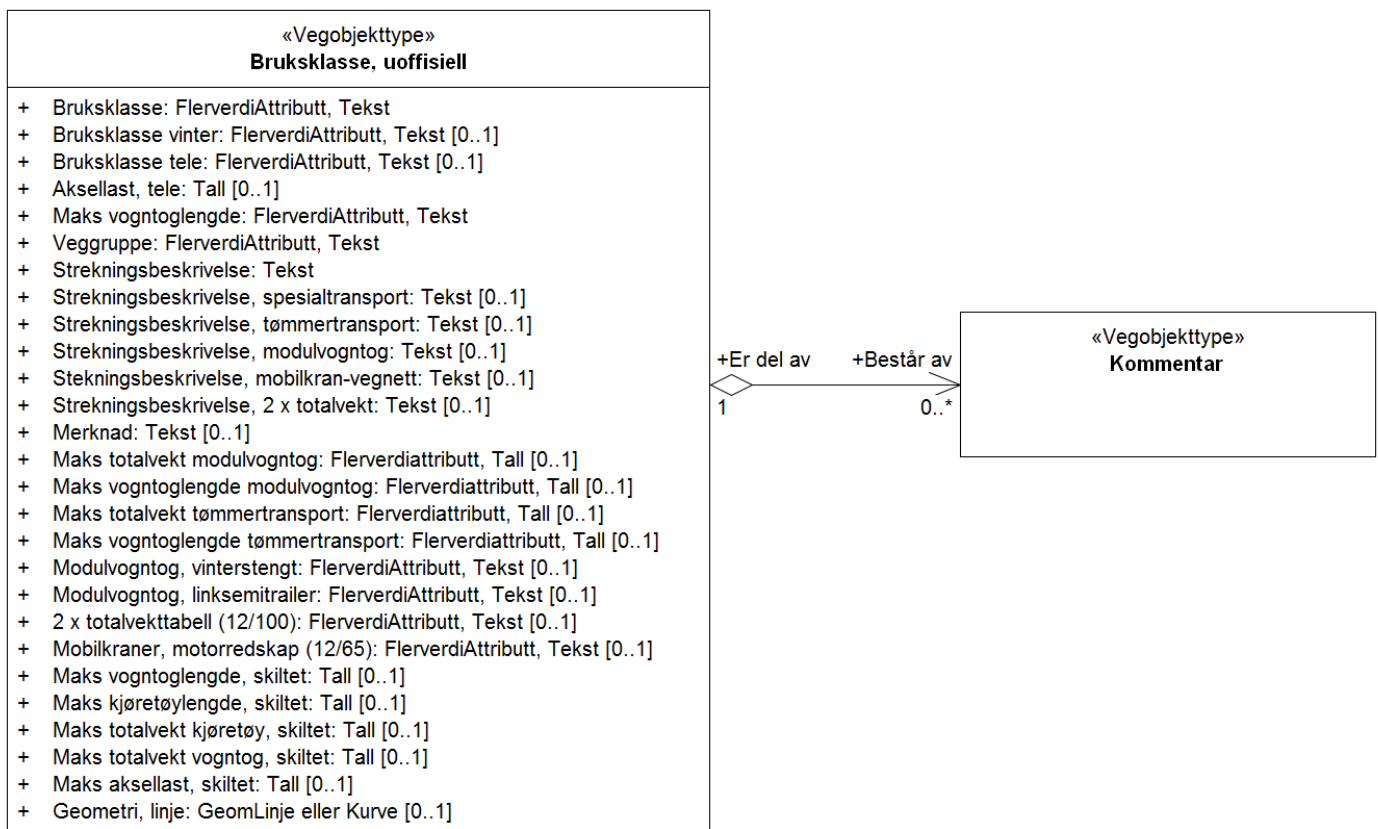 «Vegobjekttype»
Bruksklasse, uoffisiell
+ Bruksklasse: FlerverdiAttributt, Tekst
+ Bruksklasse vinter: FlerverdiAttributt, Tekst [0..1]
+ Bruksklasse tele: FlerverdiAttributt, Tekst [0..1]
+ Aksellast, tele: Tall [0..1]
+ Maks vogntoglengde: FlerverdiAttributt, Tekst
+ Veggruppe: FlerverdiAttributt, Tekst
+ Strekningsbeskrivelse: Tekst
+ Strekningsbeskrivelse, spesialtransport: Tekst [0..1]
+ Strekningsbeskrivelse, tømmertransport: Tekst [0..1]
+ Strekningsbeskrivelse, modulvogntog: Tekst [0..1]
+ Stekningsbeskrivelse, mobilkran-vegnett: Tekst [0..1]
+ Strekningsbeskrivelse, 2 x totalvekt: Tekst [0..1]
+ Merknad: Tekst [0..1]
+ Maks totalvekt modulvogntog: Flerverdiattributt, Tall [0..1]
+ Maks vogntoglengde modulvogntog: Flerverdiattributt, Tall [0..1]
+ Maks totalvekt tømmertransport: Flerverdiattributt, Tall [0..1]
+ Maks vogntoglengde tømmertransport: Flerverdiattributt, Tall [0..1]
+ Modulvogntog, vinterstengt: FlerverdiAttributt, Tekst [0..1]
+ Modulvogntog, linksemitrailer: FlerverdiAttributt, Tekst [0..1]
+ 2 x totalvekttabell (12/100): FlerverdiAttributt, Tekst [0..1]
+ Mobilkraner, motorredskap (12/65): FlerverdiAttributt, Tekst [0..1]
+ Maks vogntoglengde, skiltet: Tall [0..1]
+ Maks kjøretøylengde, skiltet: Tall [0..1]
+ Maks totalvekt kjøretøy, skiltet: Tall [0..1]
+ Maks totalvekt vogntog, skiltet: Tall [0..1]
+ Maks aksellast, skiltet: Tall [0..1]
+ Geometri, linje: GeomLinje eller Kurve [0..1]
+Er del av +Består av
1 0..*
«Vegobjekttype»
Kommentar